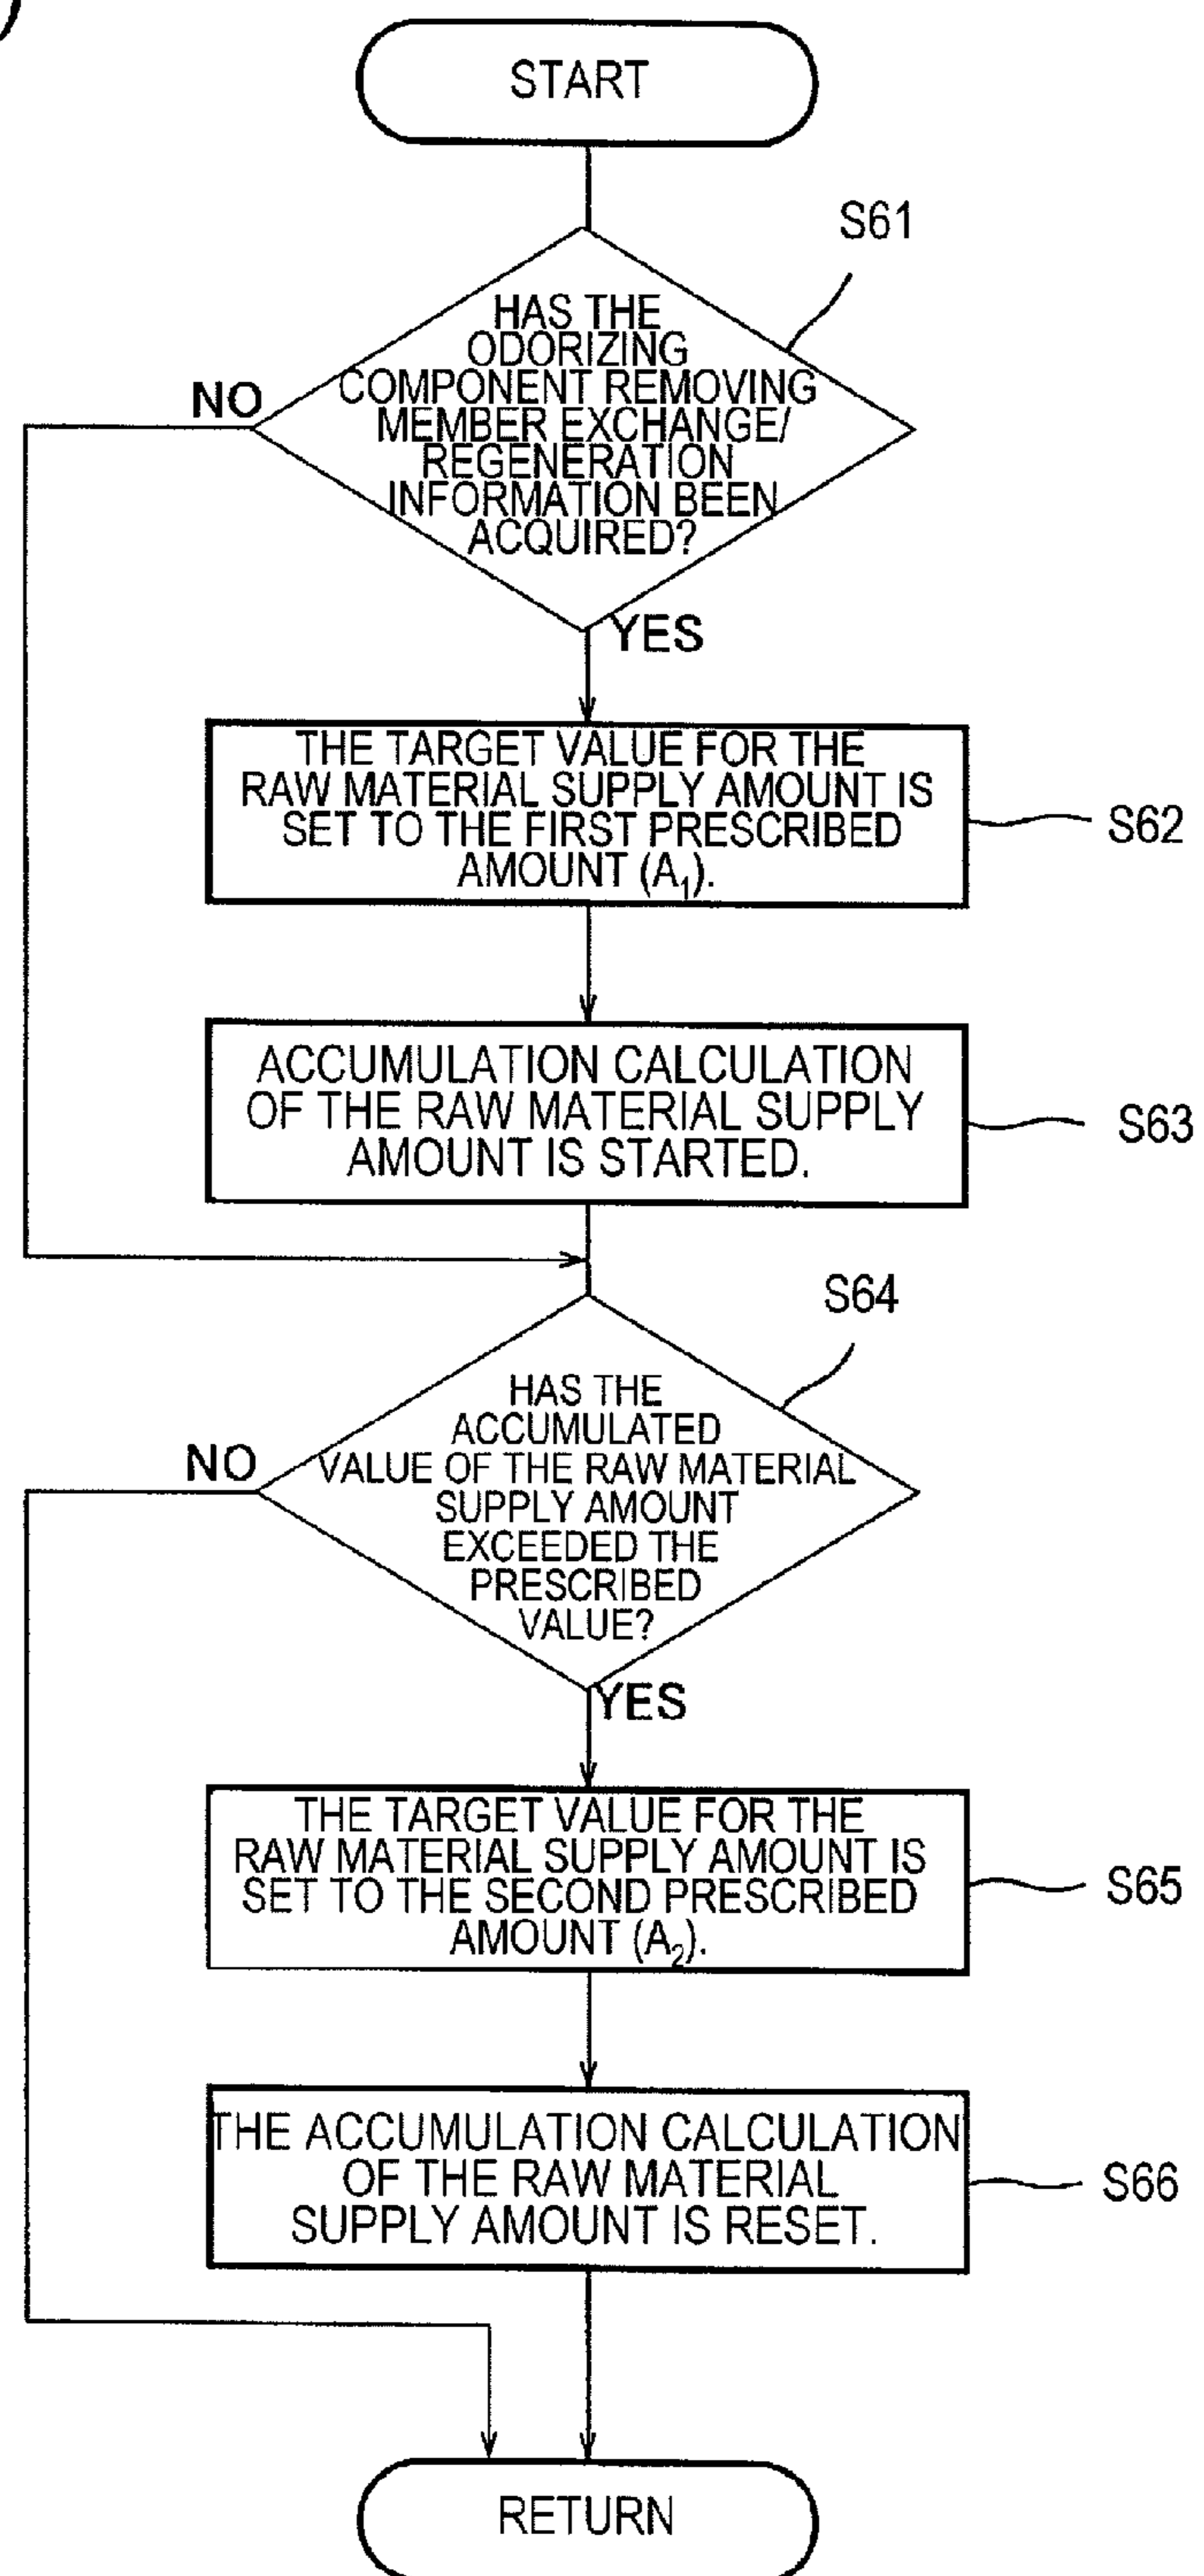 START
S61
HAS THE
ODORIZING
COMPONENT REMOVING
MEMBER EXCHANGE/
REGENERATION
INFORMATION BEEN
ACQUIRED?
NO
YES
THE TARGET VALUE FOR THE
RAW MATERIAL SUPPLY AMOUNT IS
SET TO THE FIRST PRESCRIBED
AMOUNT (A₁).
S62
ACCUMULATION CALCULATION
OF THE RAW MATERIAL SUPPLY
AMOUNT IS STARTED.
S63
S64
HAS THE
ACCUMULATED
VALUE OF THE RAW MATERIAL
SUPPLY AMOUNT
EXCEEDED THE
PRESCRIBED
VALUE?
NO
YES
THE TARGET VALUE FOR THE
RAW MATERIAL SUPPLY AMOUNT IS
SET TO THE SECOND PRESCRIBED
AMOUNT (A₂).
S65
THE ACCUMULATION CALCULATION
OF THE RAW MATERIAL
SUPPLY AMOUNT IS RESET.
S66
RETURN